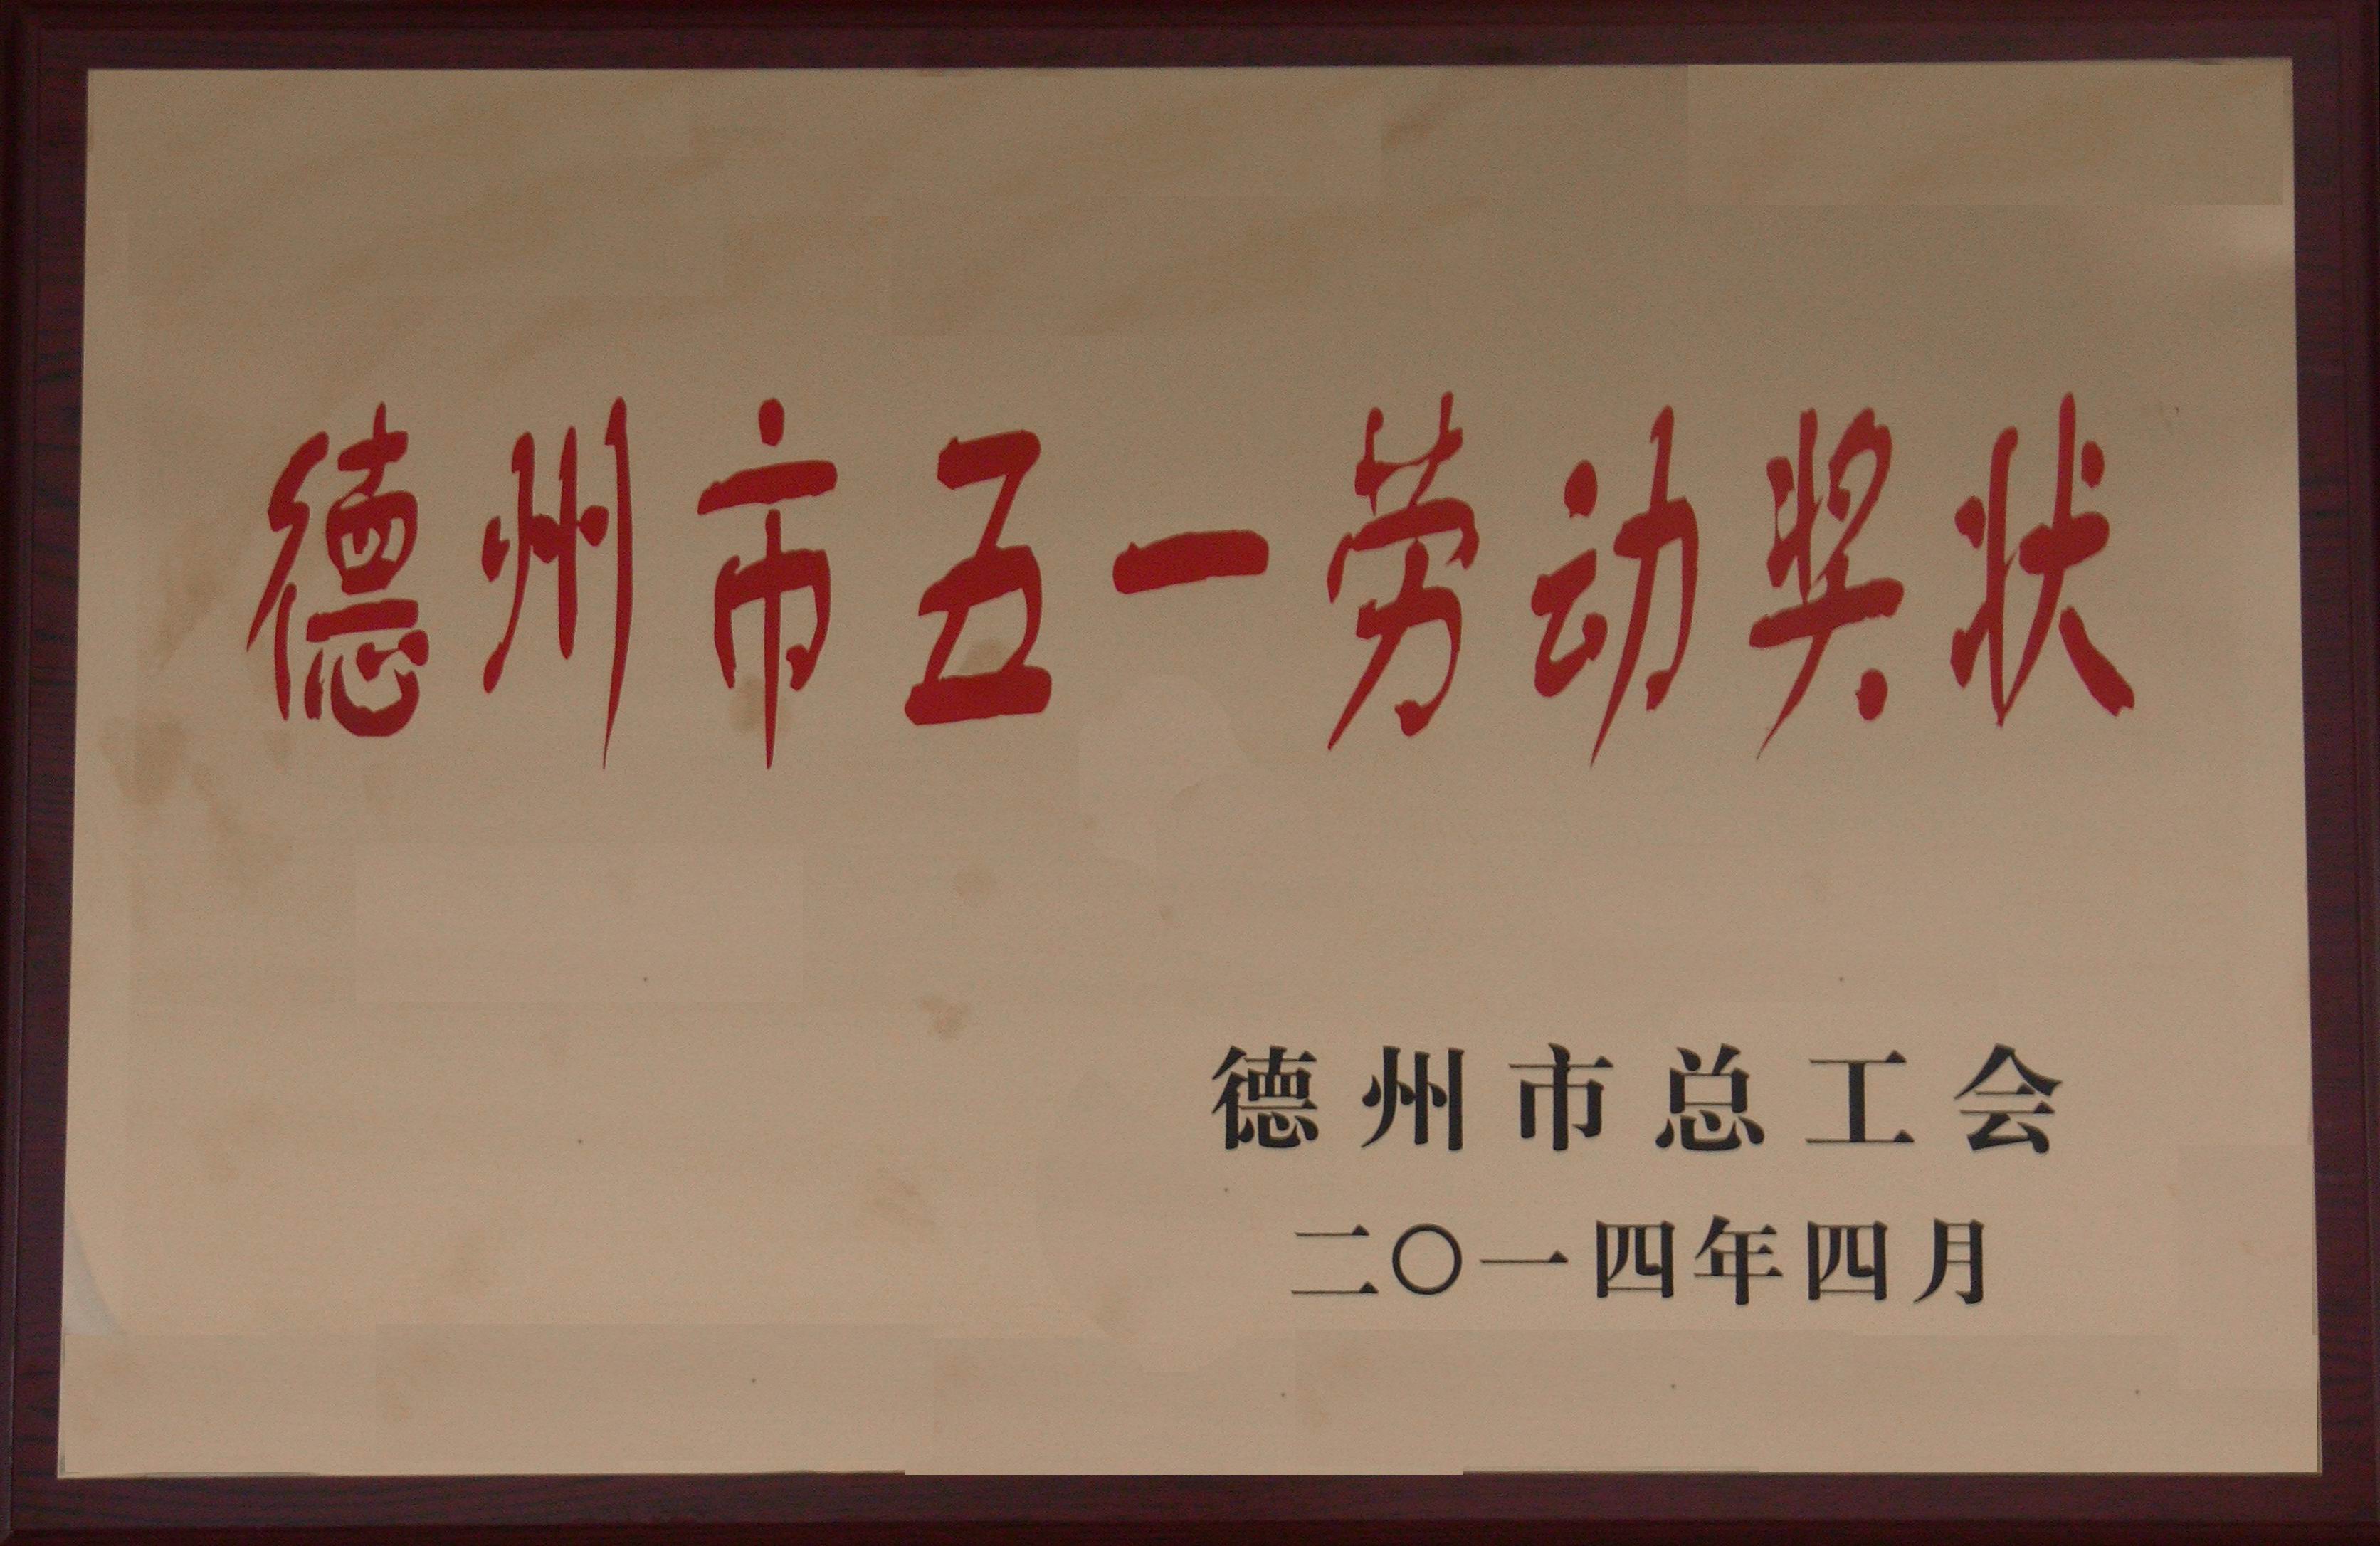 德州市五一劳动奖状
德州市总工会
二〇一四年四月